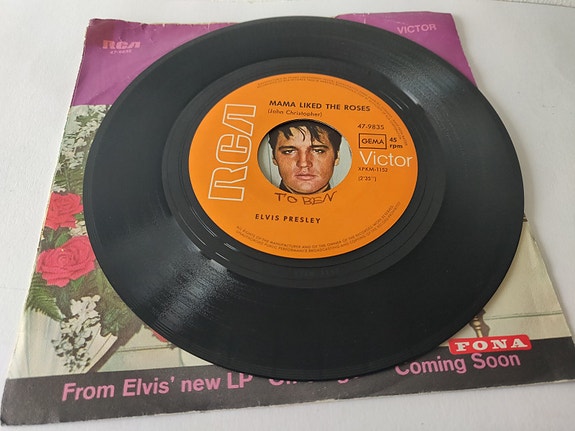 RCA
VICTOR
MAMA LIKED THE ROSES
(John Christopher)
47-9835
GEMA
45
rpm
RCA
Victor
XPKM-1152
(2'35'')
TO BEN
ELVIS PRESLEY
FONA
From Elvis' new LP
Coming Soon